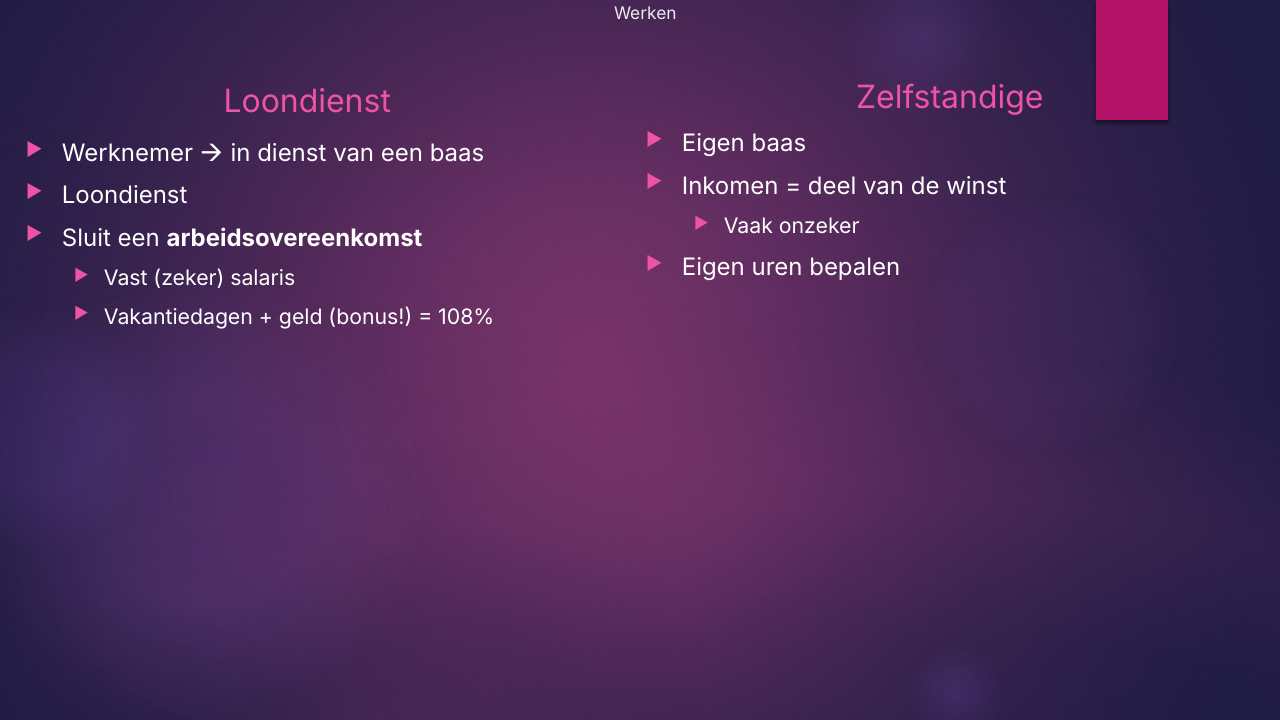 Werken
Loondienst
Werknemer → in dienst van een baas
Loondienst
Sluit een arbeidsovereenkomst
Vast (zeker) salaris
Vakantiedagen + geld (bonus!) = 108%
Zelfstandige
Eigen baas
Inkomen = deel van de winst
Vaak onzeker
Eigen uren bepalen